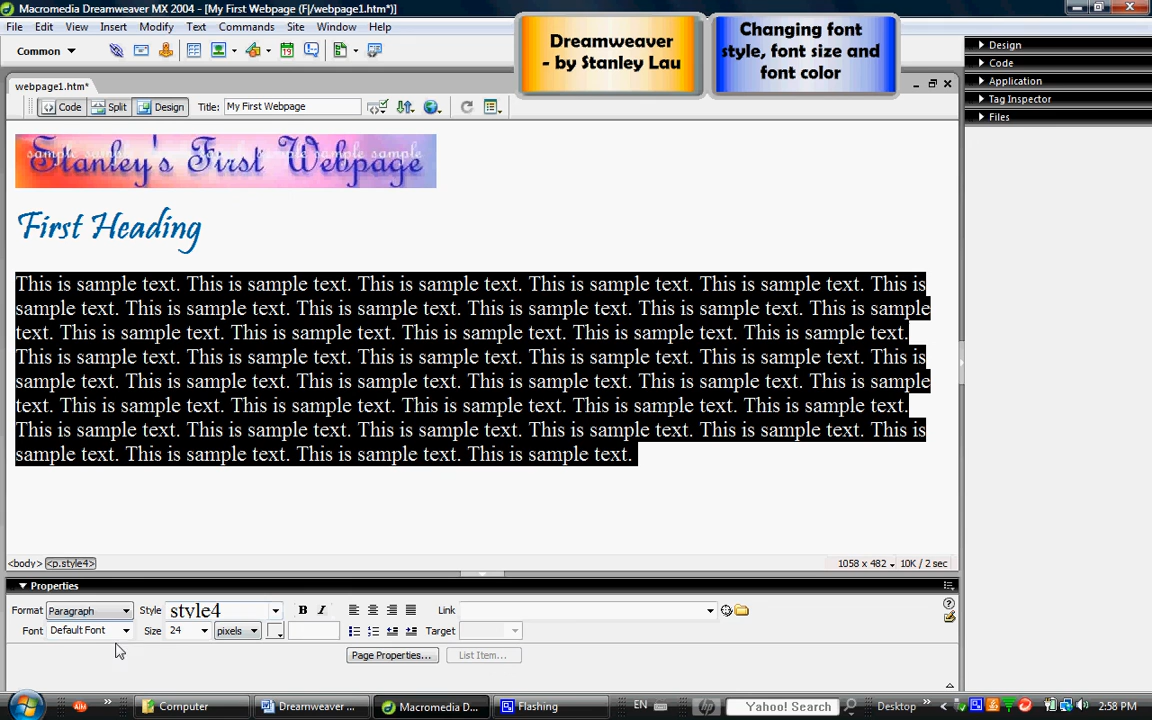 Macromedia Dreamweaver MX 2004 - [My First Webpage (F|/webpage1.htm*)]
File Edit View Insert Modify Text Commands Site Window Help
Common
Dreamweaver
- by Stanley Lau
Changing font
style, font size and
font color
webpage1.htm*
Code Split Design Title: My First Webpage
Design
Code
Application
Tag Inspector
Files
Stanley's First Webpage
sample sample sample sample sample sample
First Heading
This is sample text. This is sample text. This is sample text. This is sample text. This is sample text. This is
sample text. This is sample text. This is sample text. This is sample text. This is sample text. This is sample
text. This is sample text. This is sample text. This is sample text. This is sample text. This is sample text.
This is sample text. This is sample text. This is sample text. This is sample text. This is sample text. This is
sample text. This is sample text. This is sample text. This is sample text. This is sample text. This is sample
text. This is sample text. This is sample text. This is sample text. This is sample text. This is sample text.
This is sample text. This is sample text. This is sample text. This is sample text. This is sample text. This is
sample text. This is sample text. This is sample text. This is sample text.
<body> <p.style4> 1058 x 482 10K / 2 sec
Properties
Format Paragraph Style style4 B I Link
Font Default Font Size 24 pixels Target
Page Properties... List Item...
AIM Computer Dreamweaver ... Macromedia D... Flashing EN hp Yahoo! Search Desktop 2:58 PM